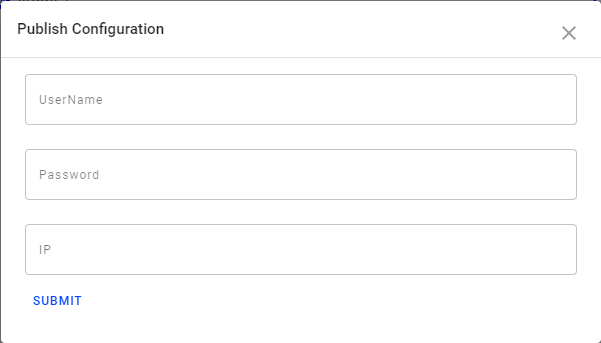 Publish Configuration
UserName
Password
IP
SUBMIT